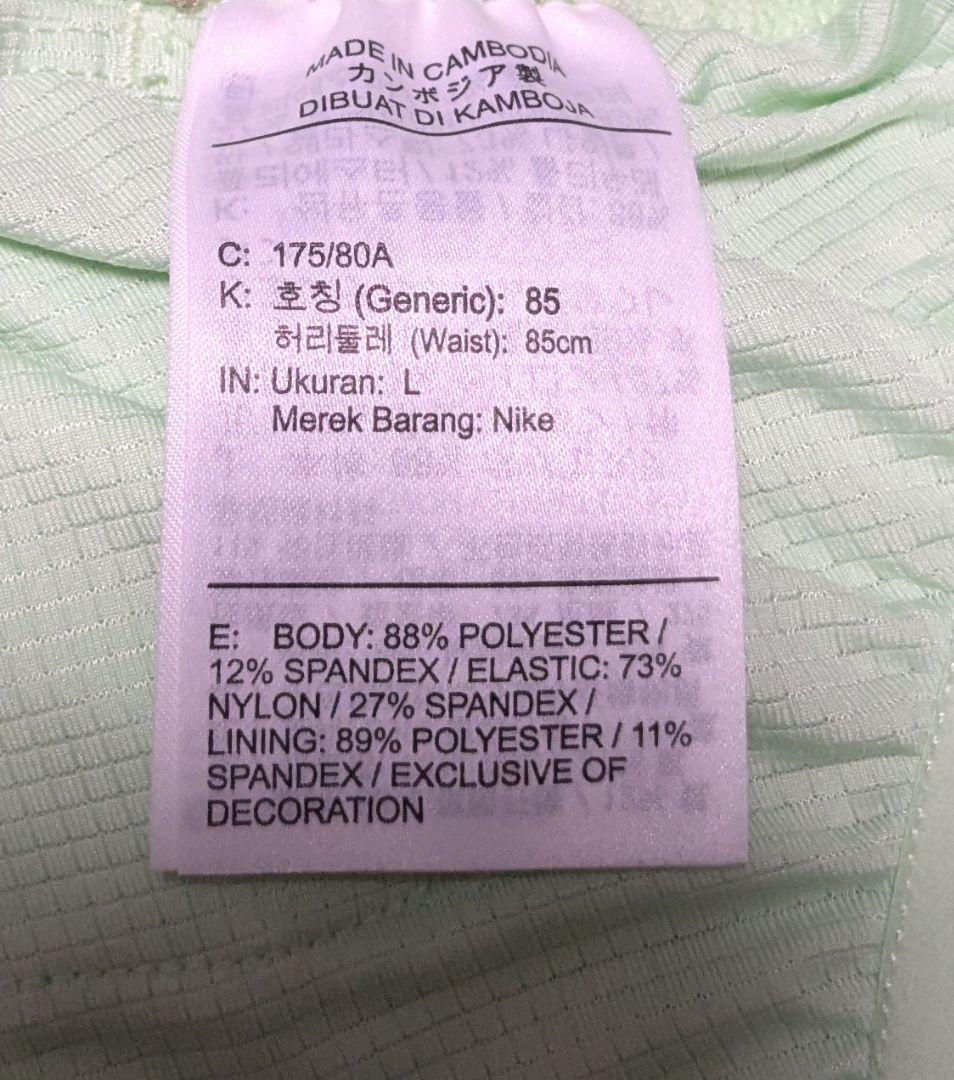 MADE IN CAMBODIA
カンボジア製
DIBUAT DI KAMBOJA
C: 175/80A
K: 호칭 (Generic): 85
허리둘레 (Waist): 85cm
IN: Ukuran: L
Merek Barang: Nike
E: BODY: 88% POLYESTER /
12% SPANDEX / ELASTIC: 73%
NYLON / 27% SPANDEX /
LINING: 89% POLYESTER / 11%
SPANDEX / EXCLUSIVE OF
DECORATION